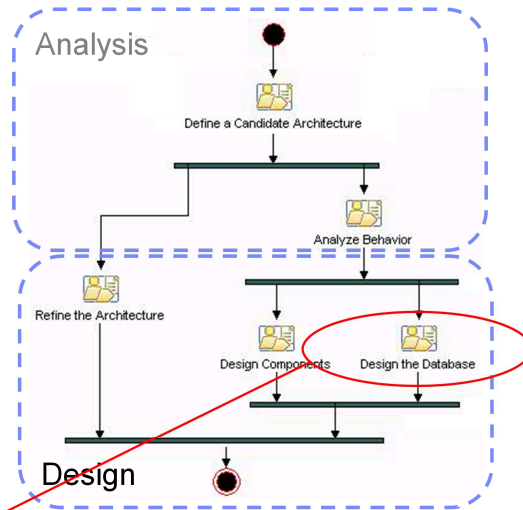 Analysis
Define a Candidate Architecture
Analyze Behavior
Refine the Architecture
Design Components
Design the Database
Design